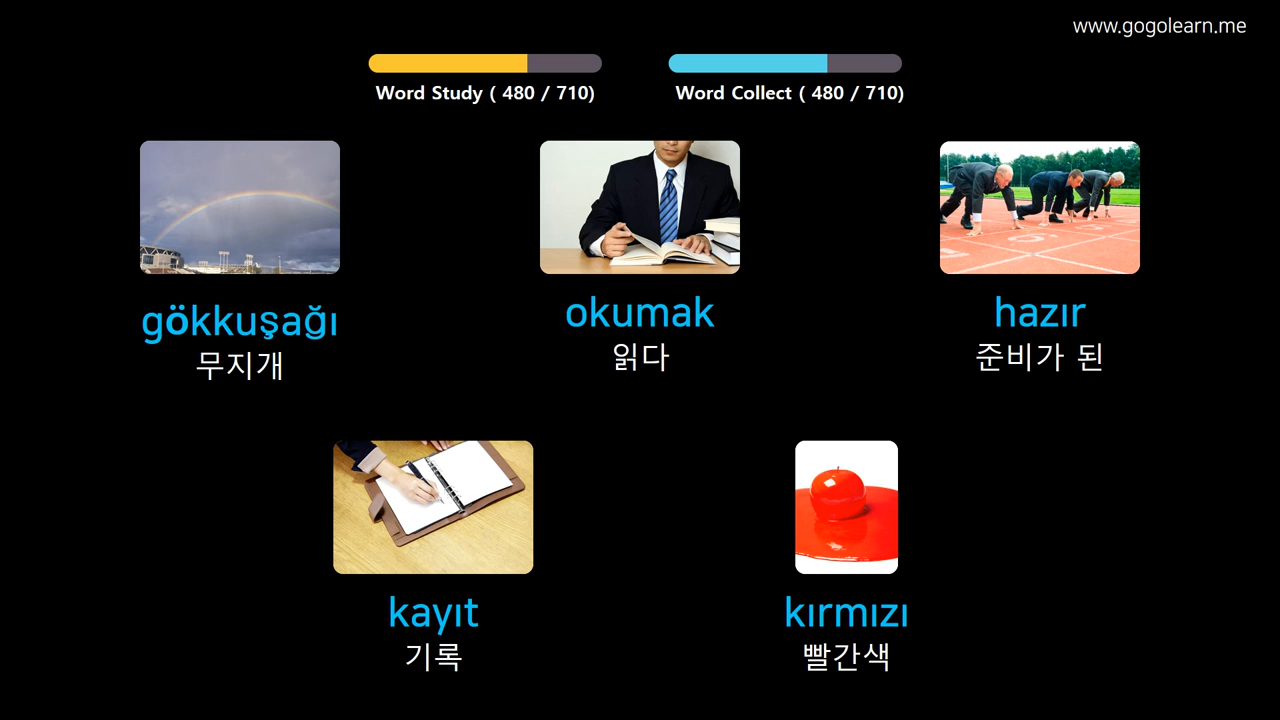 www.gogolearn.me
Word Study ( 480 / 710)
Word Collect ( 480 / 710)
gökkuşağı
무지개
okumak
읽다
hazır
준비가 된
kayıt
기록
kırmızı
빨간색